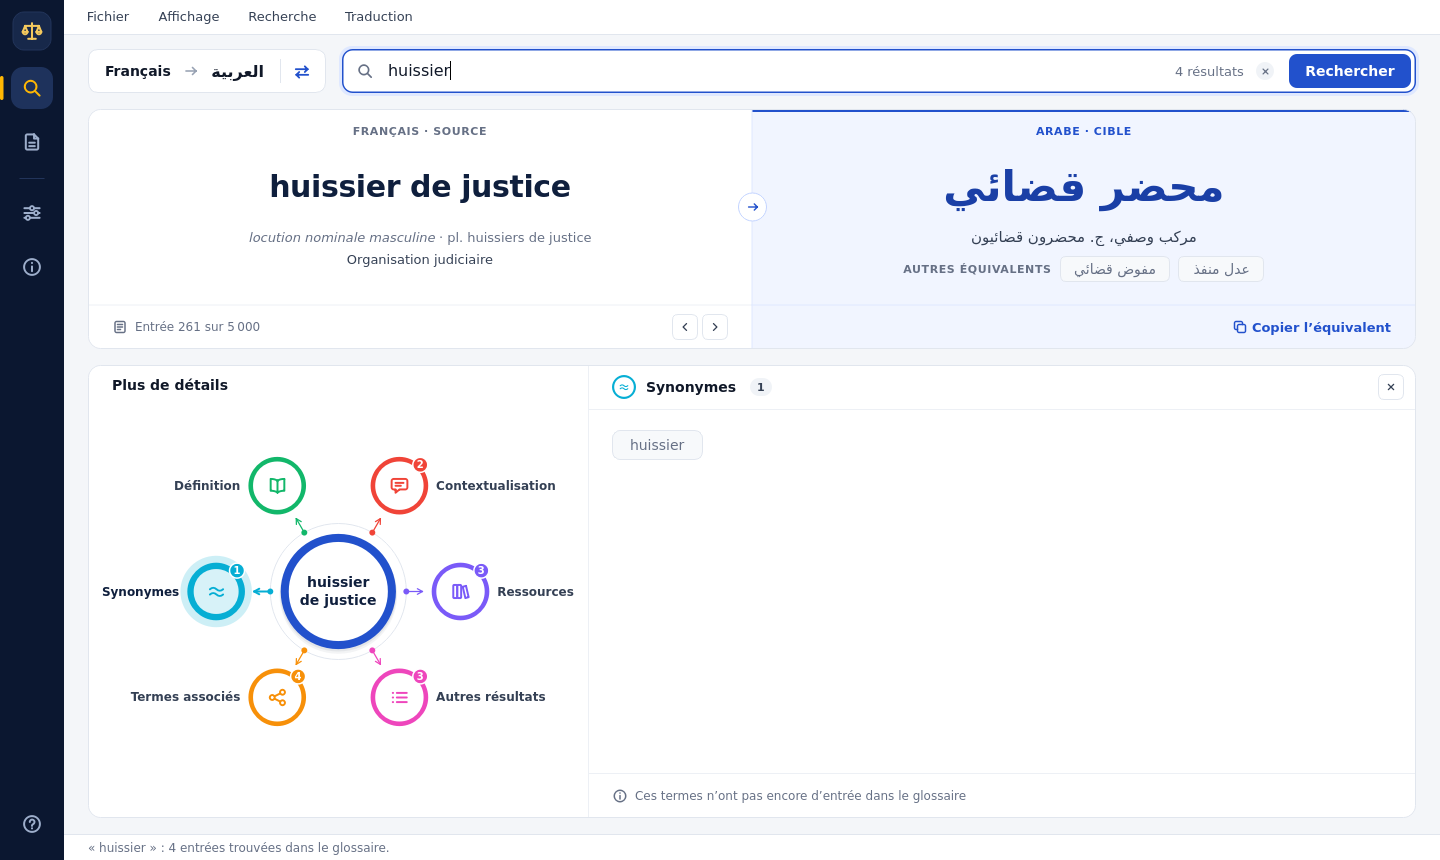 Fichier Affichage Recherche Traduction
Français → العربية
huissier 4 résultats Rechercher
FRANÇAIS · SOURCE
huissier de justice
locution nominale masculine · pl. huissiers de justice
Organisation judiciaire
Entrée 261 sur 5 000
ARABE · CIBLE
محضر قضائي
مركب وصفي، ج. محضرون قضائيون
AUTRES ÉQUIVALENTS مفوض قضائي عدل منفذ
Copier l’équivalent
Plus de détails
Définition
2
Contextualisation
Synonymes
1
huissier
de justice
3
Ressources
Termes associés
4
3
Autres résultats
Synonymes 1
huissier
Ces termes n’ont pas encore d’entrée dans le glossaire
« huissier » : 4 entrées trouvées dans le glossaire.